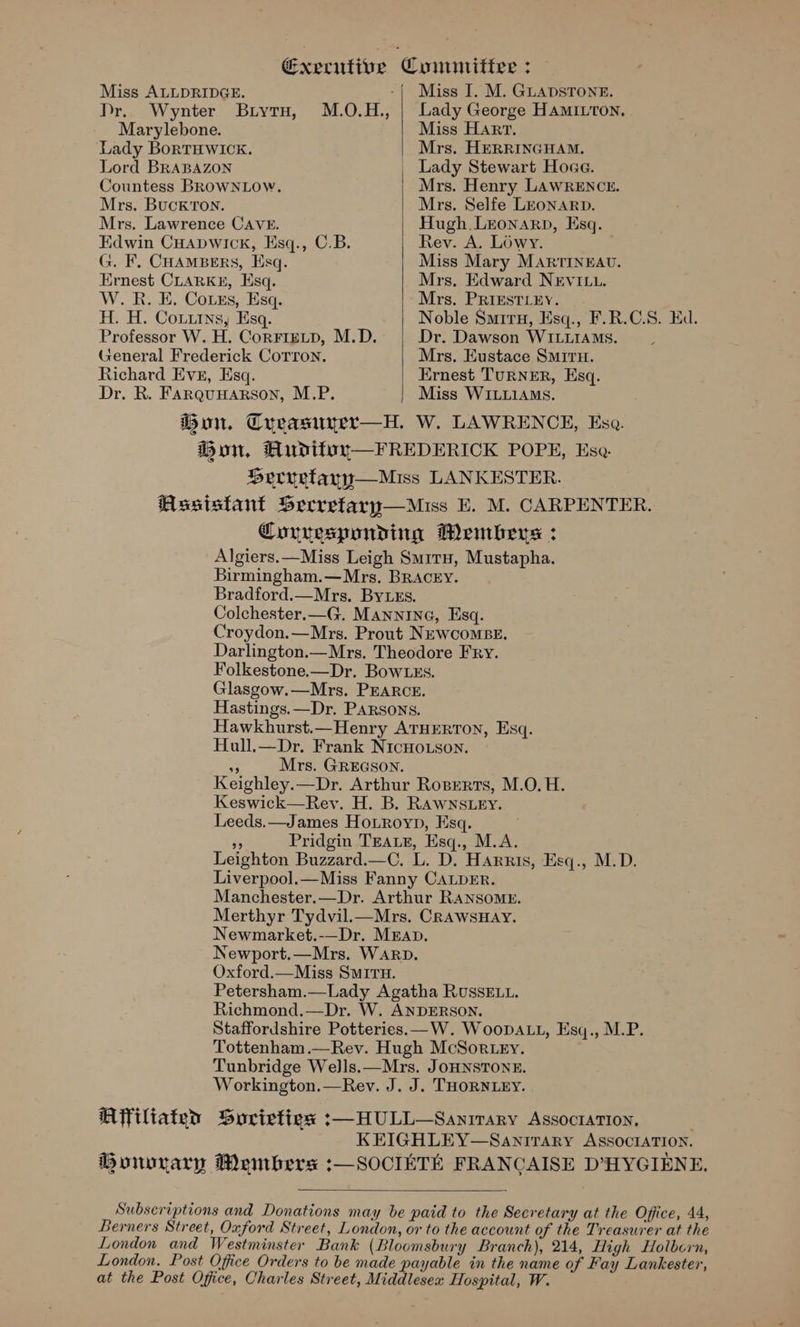 Executive Committee :
Miss ALLDRIDGE.
Dr. Wynter BLYTH, M.O.H.,
Marylebone.
Lady BORTHWICK.
Lord BRABAZON
Countess BROWNLOW.
Mrs. BUCKTON.
Mrs. Lawrence CAVE.
Edwin CHADWICK, Esq., C.B.
G. F. CHAMBERS, Esq.
Ernest CLARKE, Esq.
W. R. E. COLES, Esq.
H. H. COLLINS, Esq.
Professor W. H. CORFIELD, M.D.
General Frederick COTTON.
Richard EVE, Esq.
Dr. R. FARQUHARSON, M.P.
Miss I. M. GLADSTONE.
Lady George HAMILTON.
Miss HART.
Mrs. HERRINGHAM.
Lady Stewart HOGG.
Mrs. Henry LAWRENCE.
Mrs. Selfe LEONARD.
Hugh LEONARD, Esq.
Rev. A. LÖWY.
Miss Mary MARTINEAU.
Mrs. Edward NEVILL.
Mrs. PRIESTLEY.
Noble SMITH, Esq., F.R.C.S. Ed.
Dr. Dawson WILLIAMS.
Mrs. Eustace SMITH.
Ernest TURNER, Esq.
Miss WILLIAMS.
Hon. Treasurer—H. W. LAWRENCE, Esq.
Hon. Auditor—FREDERICK POPE, Esq.
Secretary—Miss LANKESTER.
Assistant Secretary—Miss E. M. CARPENTER.
Corresponding Members :
Algiers.—Miss Leigh SMITH, Mustapha.
Birmingham.—Mrs. BRACEY.
Bradford.—Mrs. BYLES.
Colchester.—G. MANNING, Esq.
Croydon.—Mrs. Prout NEWCOMBE.
Darlington.—Mrs. Theodore FRY.
Folkestone.—Dr. BOWLES.
Glasgow.—Mrs. PEARCE.
Hastings.—Dr. PARSONS.
Hawkhurst.—Henry ATHERTON, Esq.
Hull.—Dr. Frank NICHOLSON.
„ Mrs. GREGSON.
Keighley.—Dr. Arthur ROBERTS, M.O.H.
Keswick—Rev. H. B. RAWNSLEY.
Leeds.—James HOLROYD, Esq.
„ Pridgin TEALE, Esq., M.A.
Leighton Buzzard.—C. L. D. HARRIS, Esq., M.D.
Liverpool.—Miss Fanny CALDER.
Manchester.—Dr. Arthur RANSOME.
Merthyr Tydvil.—Mrs. CRAWSHAY.
Newmarket.—Dr. MEAD.
Newport.—Mrs. WARD.
Oxford.—Miss SMITH.
Petersham.—Lady Agatha RUSSELL.
Richmond.—Dr. W. ANDERSON.
Staffordshire Potteries.—W. WOODALL, Esq., M.P.
Tottenham.—Rev. Hugh MCSORLEY.
Tunbridge Wells.—Mrs. JOHNSTONE.
Workington.—Rev. J. J. THORNLEY.
Affiliated Societies :—HULL—SANITARY ASSOCIATION.
KEIGHLEY—SANITARY ASSOCIATION.
Honorary Members :—SOCIÉTÉ FRANÇAISE D'HYGIENE.
Subscriptions and Donations may be paid to the Secretary at the Office, 44,
Berners Street, Oxford Street, London, or to the account of the Treasurer at the
London and Westminster Bank (Bloomsbury Branch), 214, High Holborn,
London. Post Office Orders to be made payable in the name of Fay Lankester,
at the Post Office, Charles Street, Middlesex Hospital, W.